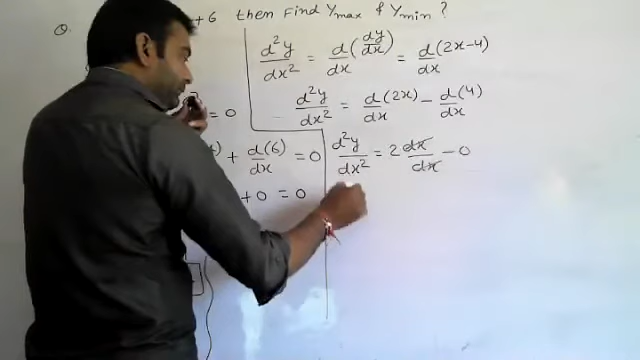 Q. +6 then Find Ymax & Ymin ?
= 0
+ d(6)/dx = 0
+ 0 = 0
d²y/dx² = d/dx (dy/dx) = d/dx (2x-4)
d²y/dx² = d(2x)/dx - d(4)/dx
d²y/dx² = 2 dx/dx - 0